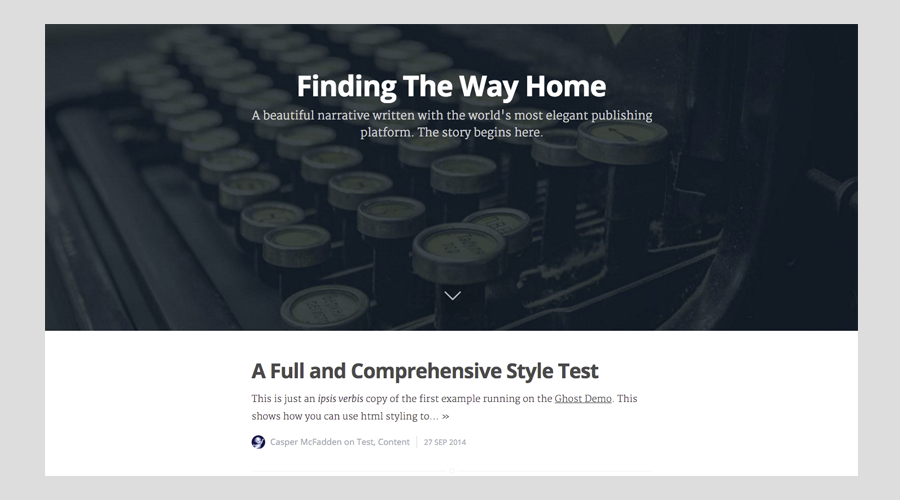 Finding The Way Home
A beautiful narrative written with the world's most elegant publishing
platform. The story begins here.
A Full and Comprehensive Style Test
This is just an ipsis verbis copy of the first example running on the Ghost Demo. This
shows how you can use html styling to… »
Casper McFadden on Test, Content
27 SEP 2014